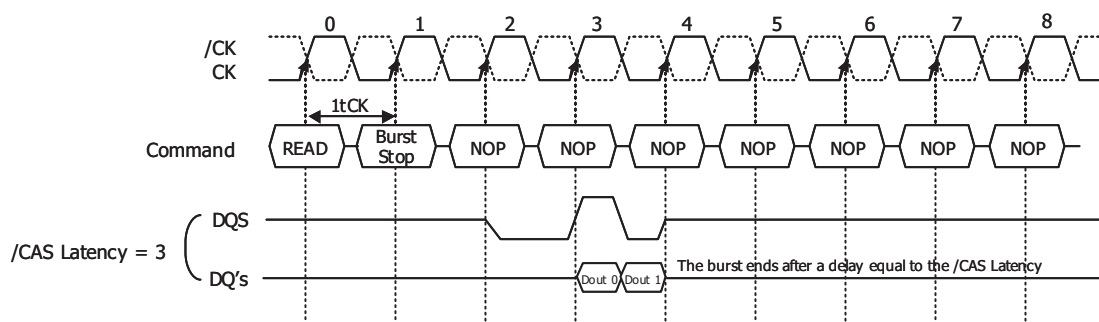 0 1 2 3 4 5 6 7 8
/CK
CK
1tCK
Command READ Burst Stop NOP NOP NOP NOP NOP NOP NOP
DQS
/CAS Latency = 3
DQ's Dout 0 Dout 1 The burst ends after a delay equal to the /CAS Latency